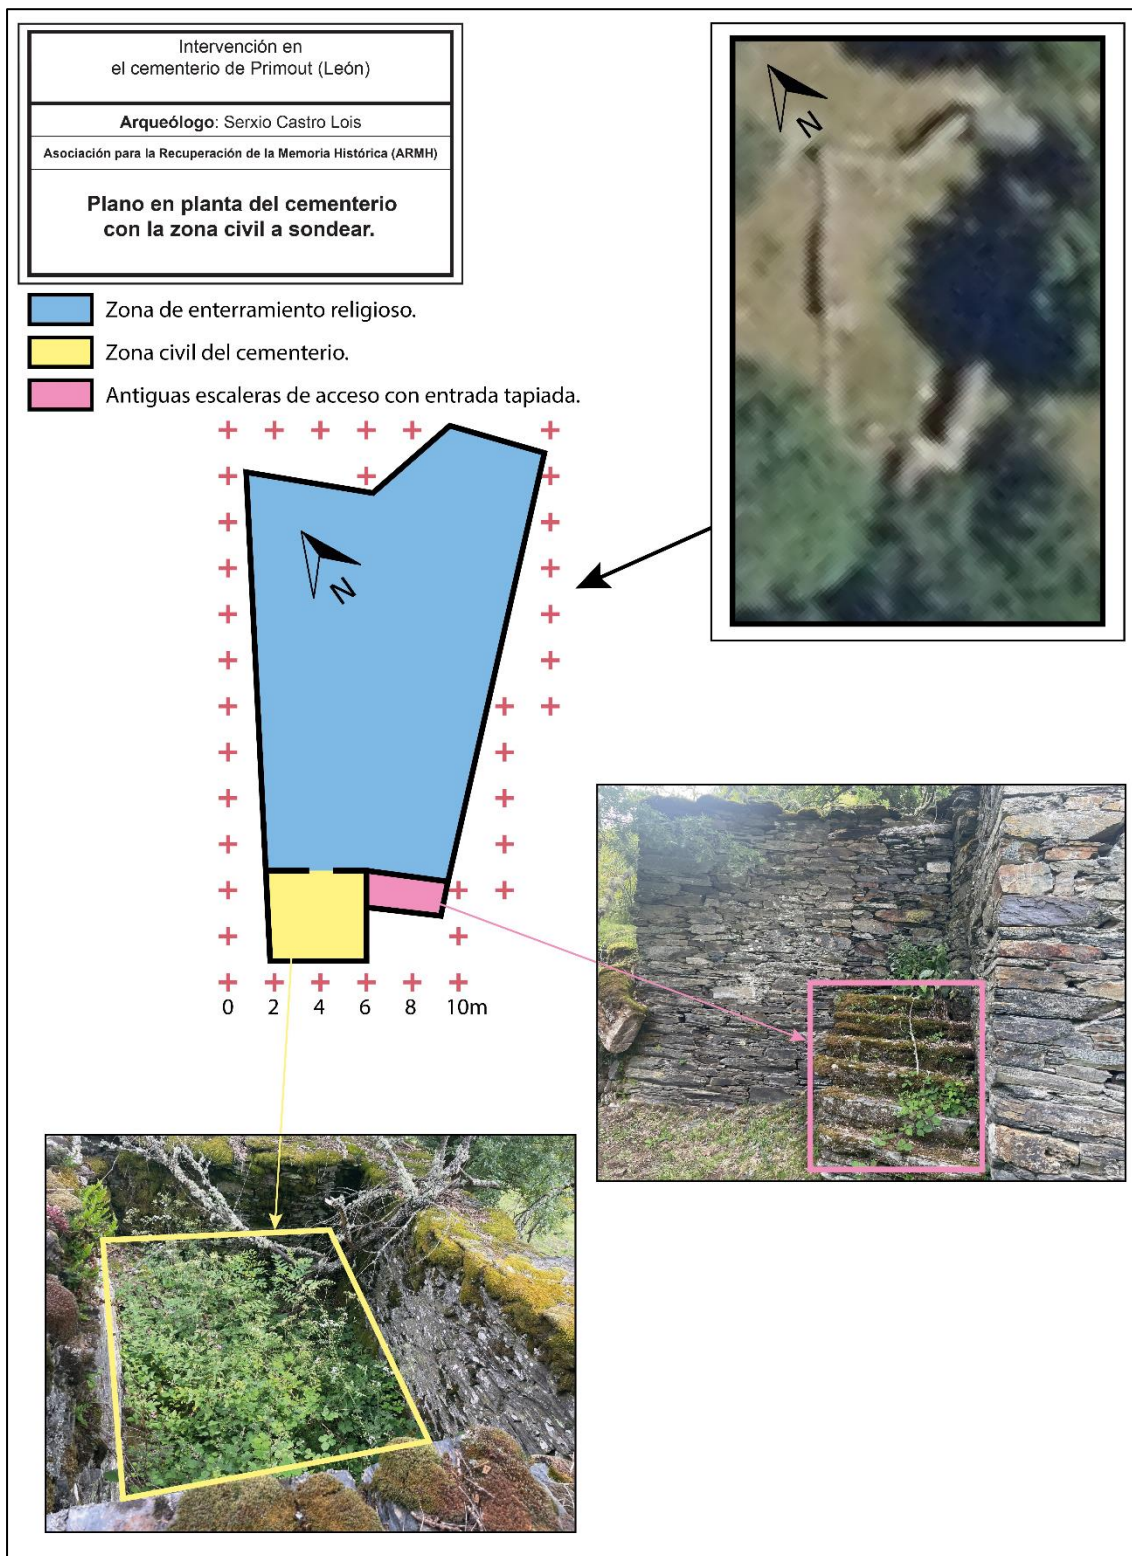 Intervención en
el cementerio de Primout (León)
Arqueólogo: Serxio Castro Lois
Asociación para la Recuperación de la Memoria Histórica (ARMH)
Plano en planta del cementerio
con la zona civil a sondear.
Zona de enterramiento religioso.
Zona civil del cementerio.
Antiguas escaleras de acceso con entrada tapiada.
N
N
0 2 4 6 8 10m